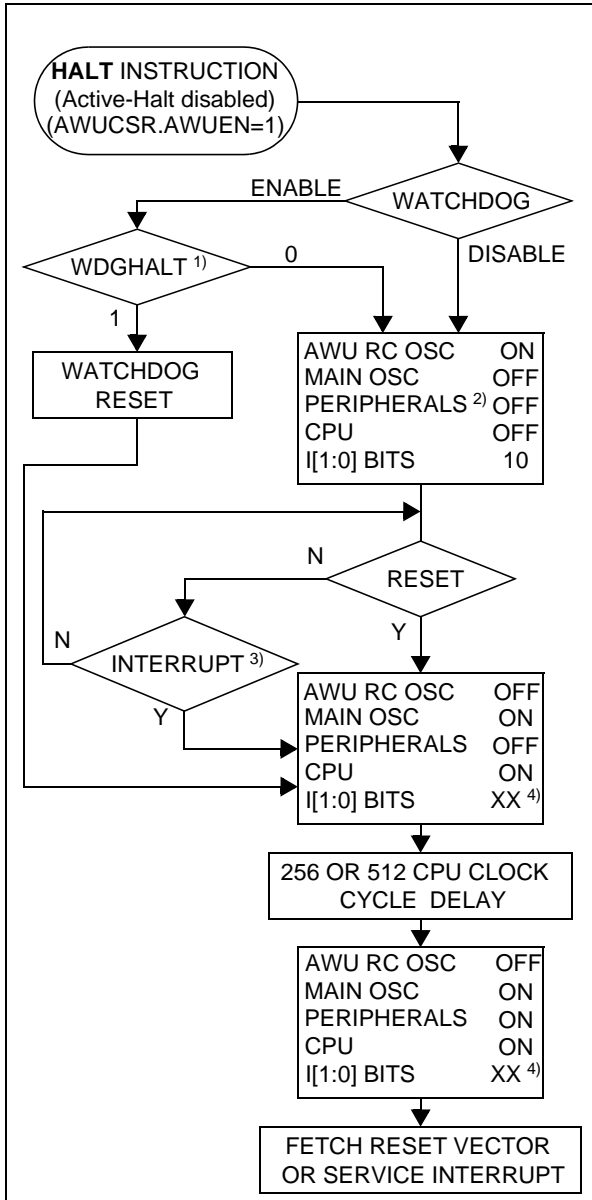 HALT INSTRUCTION
(Active-Halt disabled)
(AWUCSR.AWUEN=1)
ENABLE
WATCHDOG
WDGHALT 1)
0
DISABLE
1
WATCHDOG
RESET
AWU RC OSC ON
MAIN OSC OFF
PERIPHERALS 2) OFF
CPU OFF
I[1:0] BITS 10
N
RESET
N
Y
INTERRUPT 3)
Y
AWU RC OSC OFF
MAIN OSC ON
PERIPHERALS OFF
CPU ON
I[1:0] BITS XX 4)
256 OR 512 CPU CLOCK
CYCLE DELAY
AWU RC OSC OFF
MAIN OSC ON
PERIPHERALS ON
CPU ON
I[1:0] BITS XX 4)
FETCH RESET VECTOR
OR SERVICE INTERRUPT